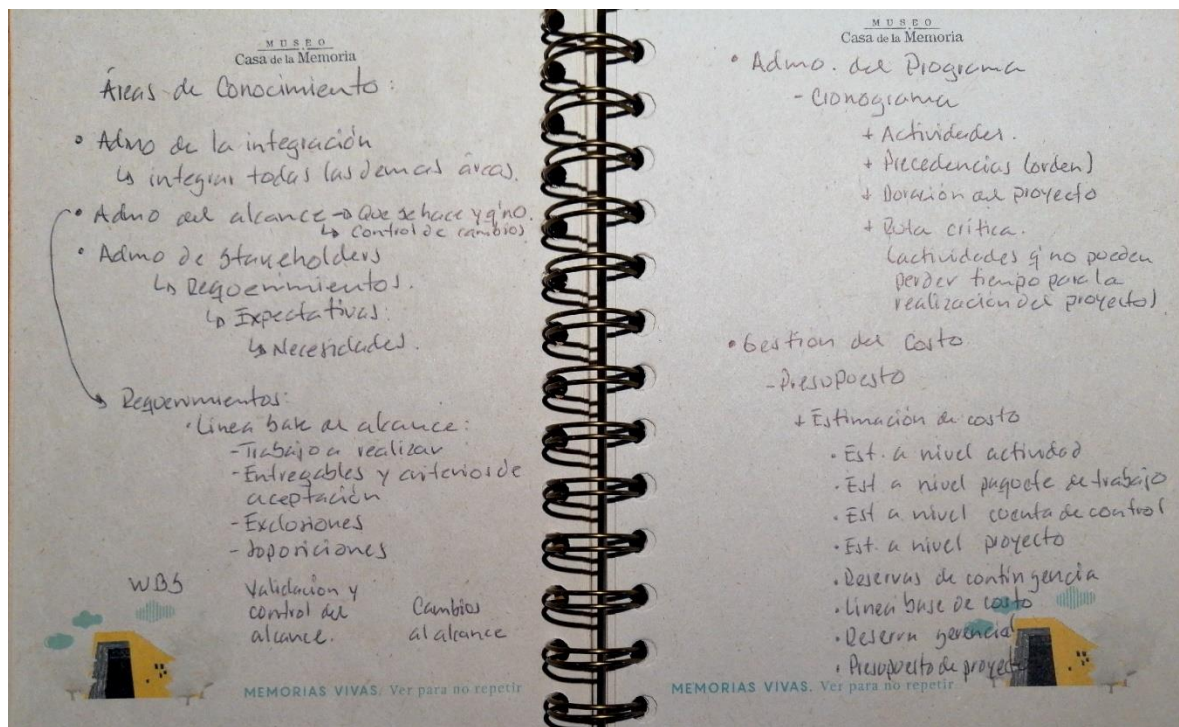 MUSEO
Casa de la Memoria
Áreas de Conocimiento:
• Admo de la integración
↳ integrar todas las demas áreas.
• Admo del alcance → Que se hace y q' no.
↳ Control de cambios
• Admo de Stakeholders
↳ Requerimientos.
↳ Expectativas.
↳ Necesidades.
Requerimientos:
• Línea base de alcance:
- Trabajo a realizar
- Entregables y criterios de
aceptación
- Exclusiones
- Suposiciones
WBS
Validación y
control del
alcance.
Cambios
al alcance
MEMORIAS VIVAS. Ver para no repetir
MUSEO
Casa de la Memoria
• Admo. del Programa
- Cronograma
+ Actividades.
+ Precedencias (orden)
+ Duración del proyecto
+ Ruta crítica.
(actividades q' no pueden
perder tiempo para la
realización del proyecto)
• Gestion del Costo
- Presupuesto
+ Estimación de costo
• Est. a nivel actividad
• Est a nivel paquete de trabajo
• Est a nivel cuenta de control
• Est. a nivel proyecto
• Reservas de contingencia
• Línea base de costo
• Reserva gerencial
• Presupuesto de proyecto
MEMORIAS VIVAS. Ver para no repetir